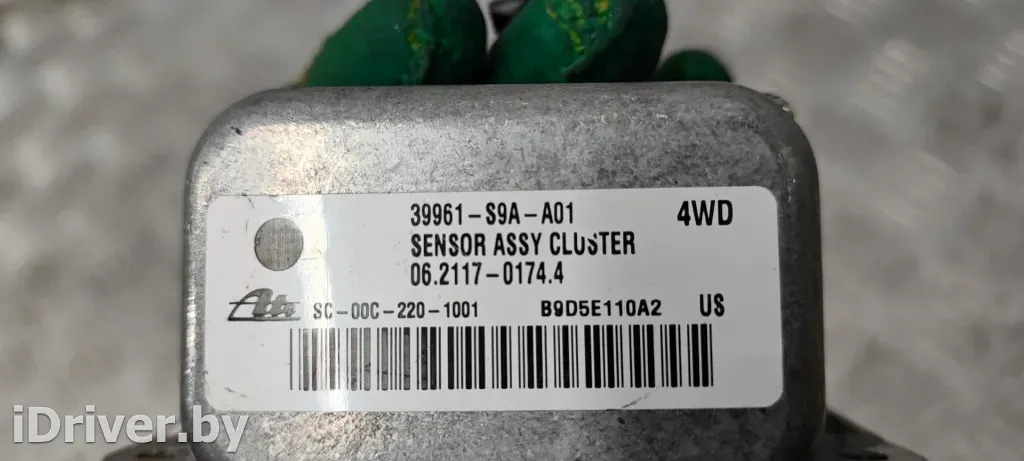 39961-S9A-A01 4WD
SENSOR ASSY CLUSTER
06.2117-0174.4
Ate SC-00C-220-1001 B9D5E110A2 US
iDriver.by